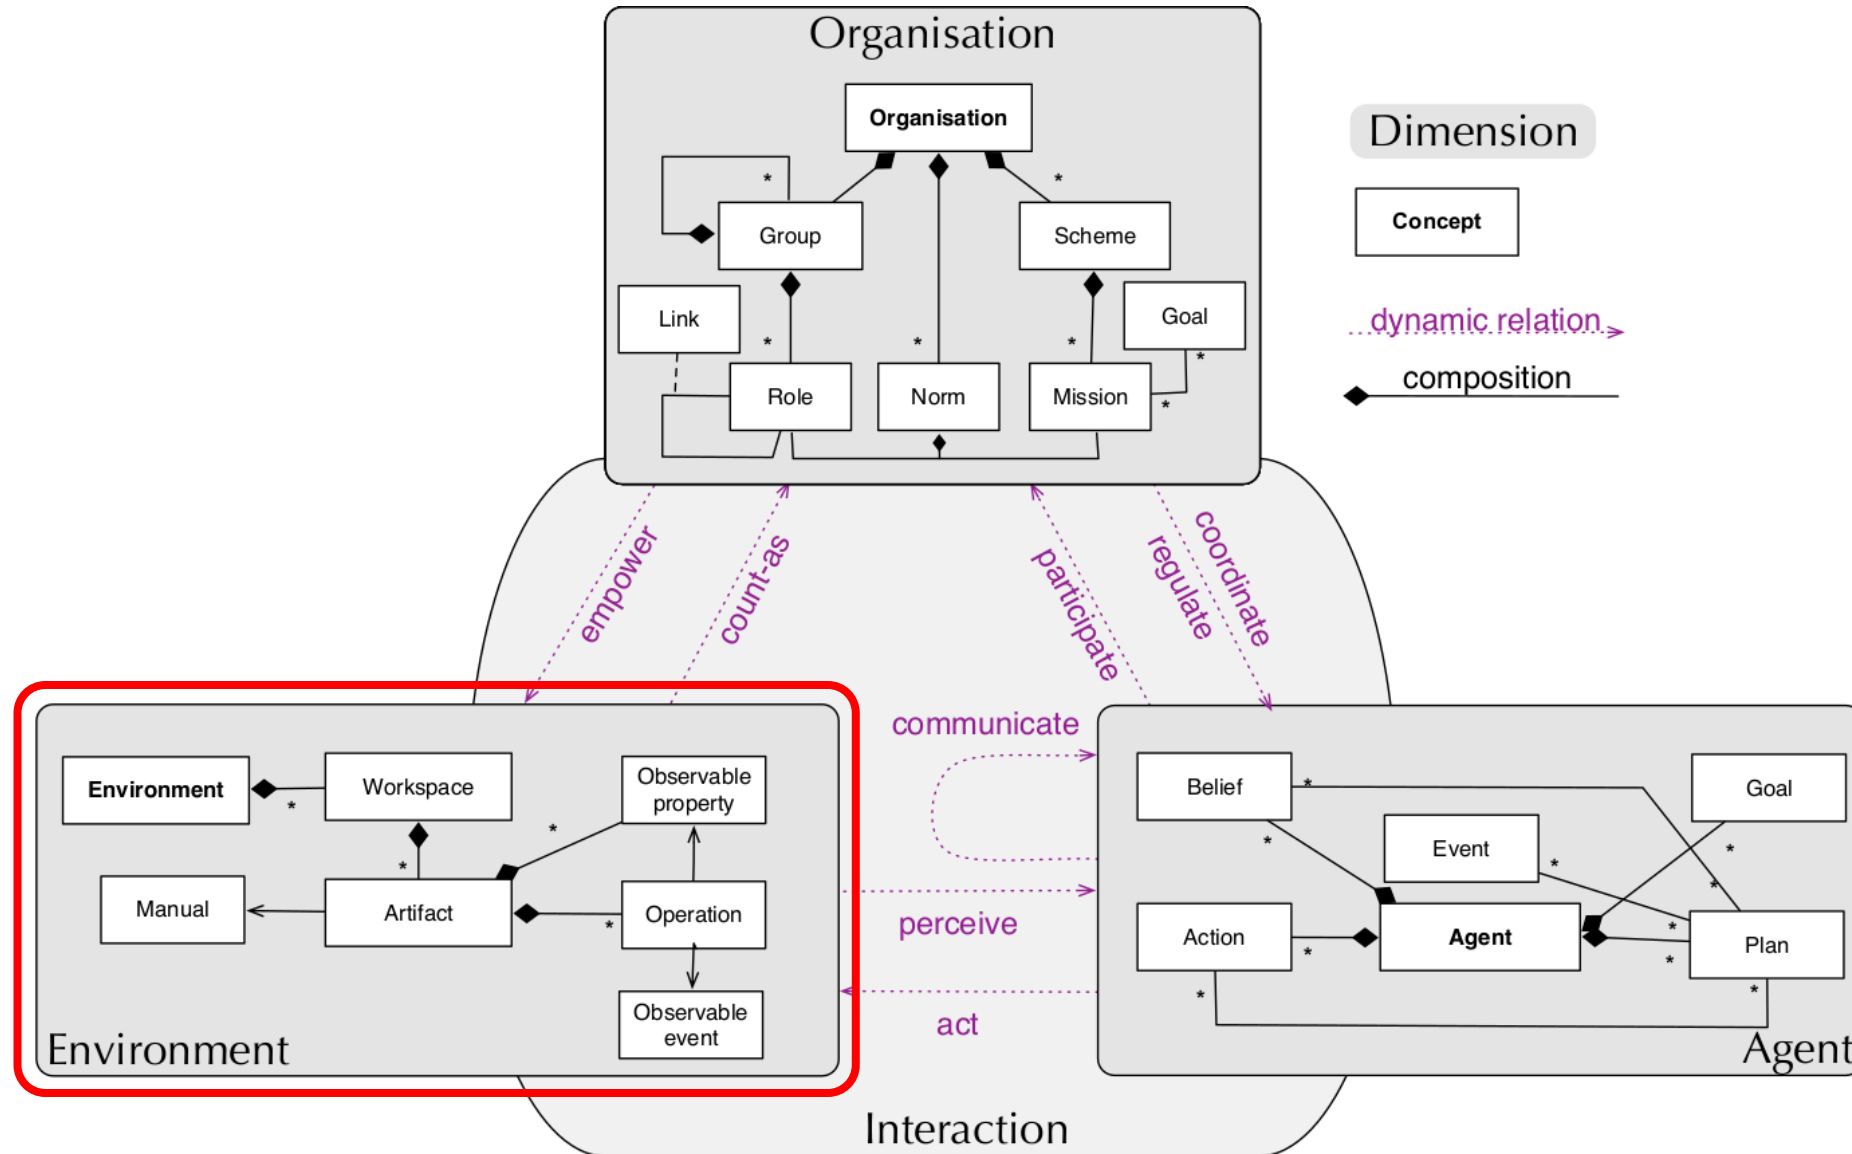 Organisation
Organisation
*
*
Group
Scheme
Link
Goal
*
*
*
*
Role
Norm
Mission
*
Dimension
Concept
dynamic relation
composition
empower
count-as
participate
regulate
coordinate
communicate
perceive
act
Environment
*
Workspace
Observable
property
*
*
Manual
Artifact
Operation
*
Observable
event
Environment
Belief
*
Goal
*
Event
*
*
*
Action
*
Agent
*
*
Plan
*
*
Agent
Interaction